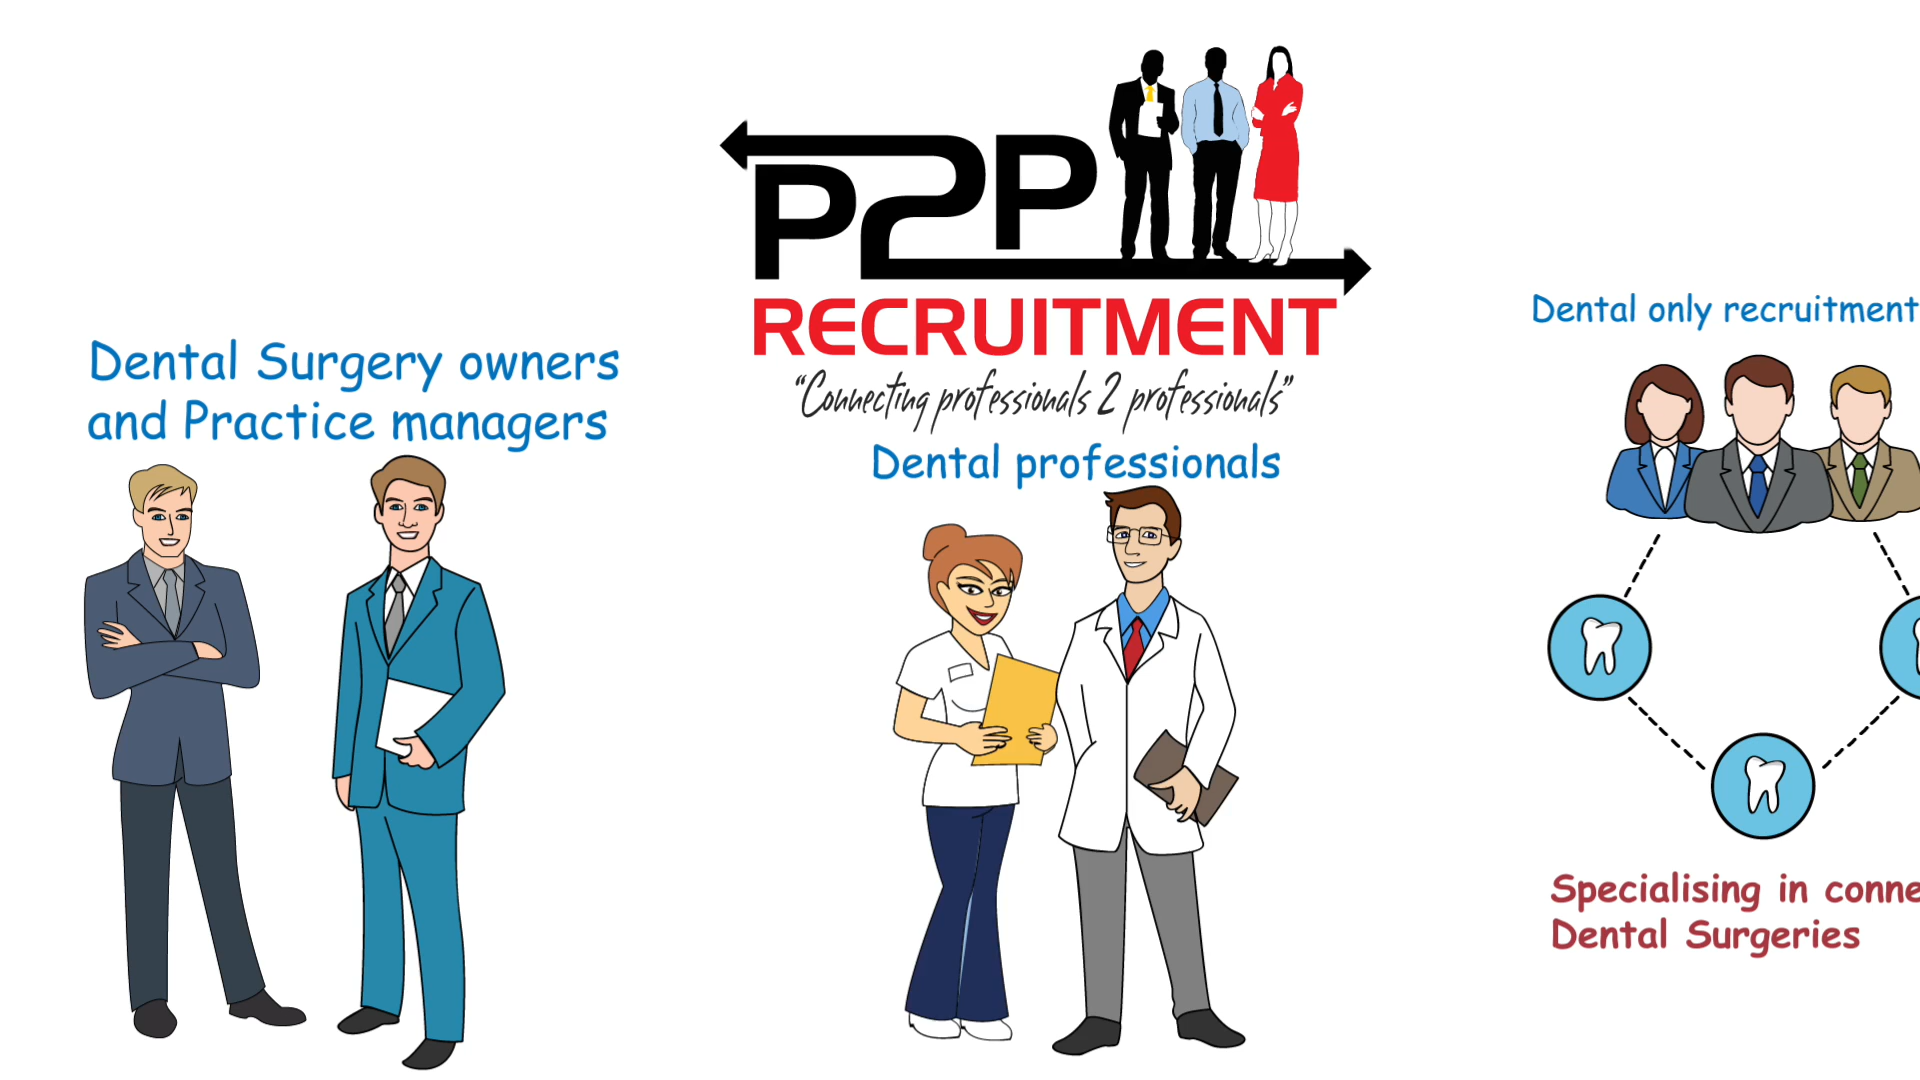 P2P
RECRUITMENT
“Connecting professionals 2 professionals”
Dental Surgery owners
and Practice managers
Dental professionals
Dental only recruitment
Specialising in conne
Dental Surgeries